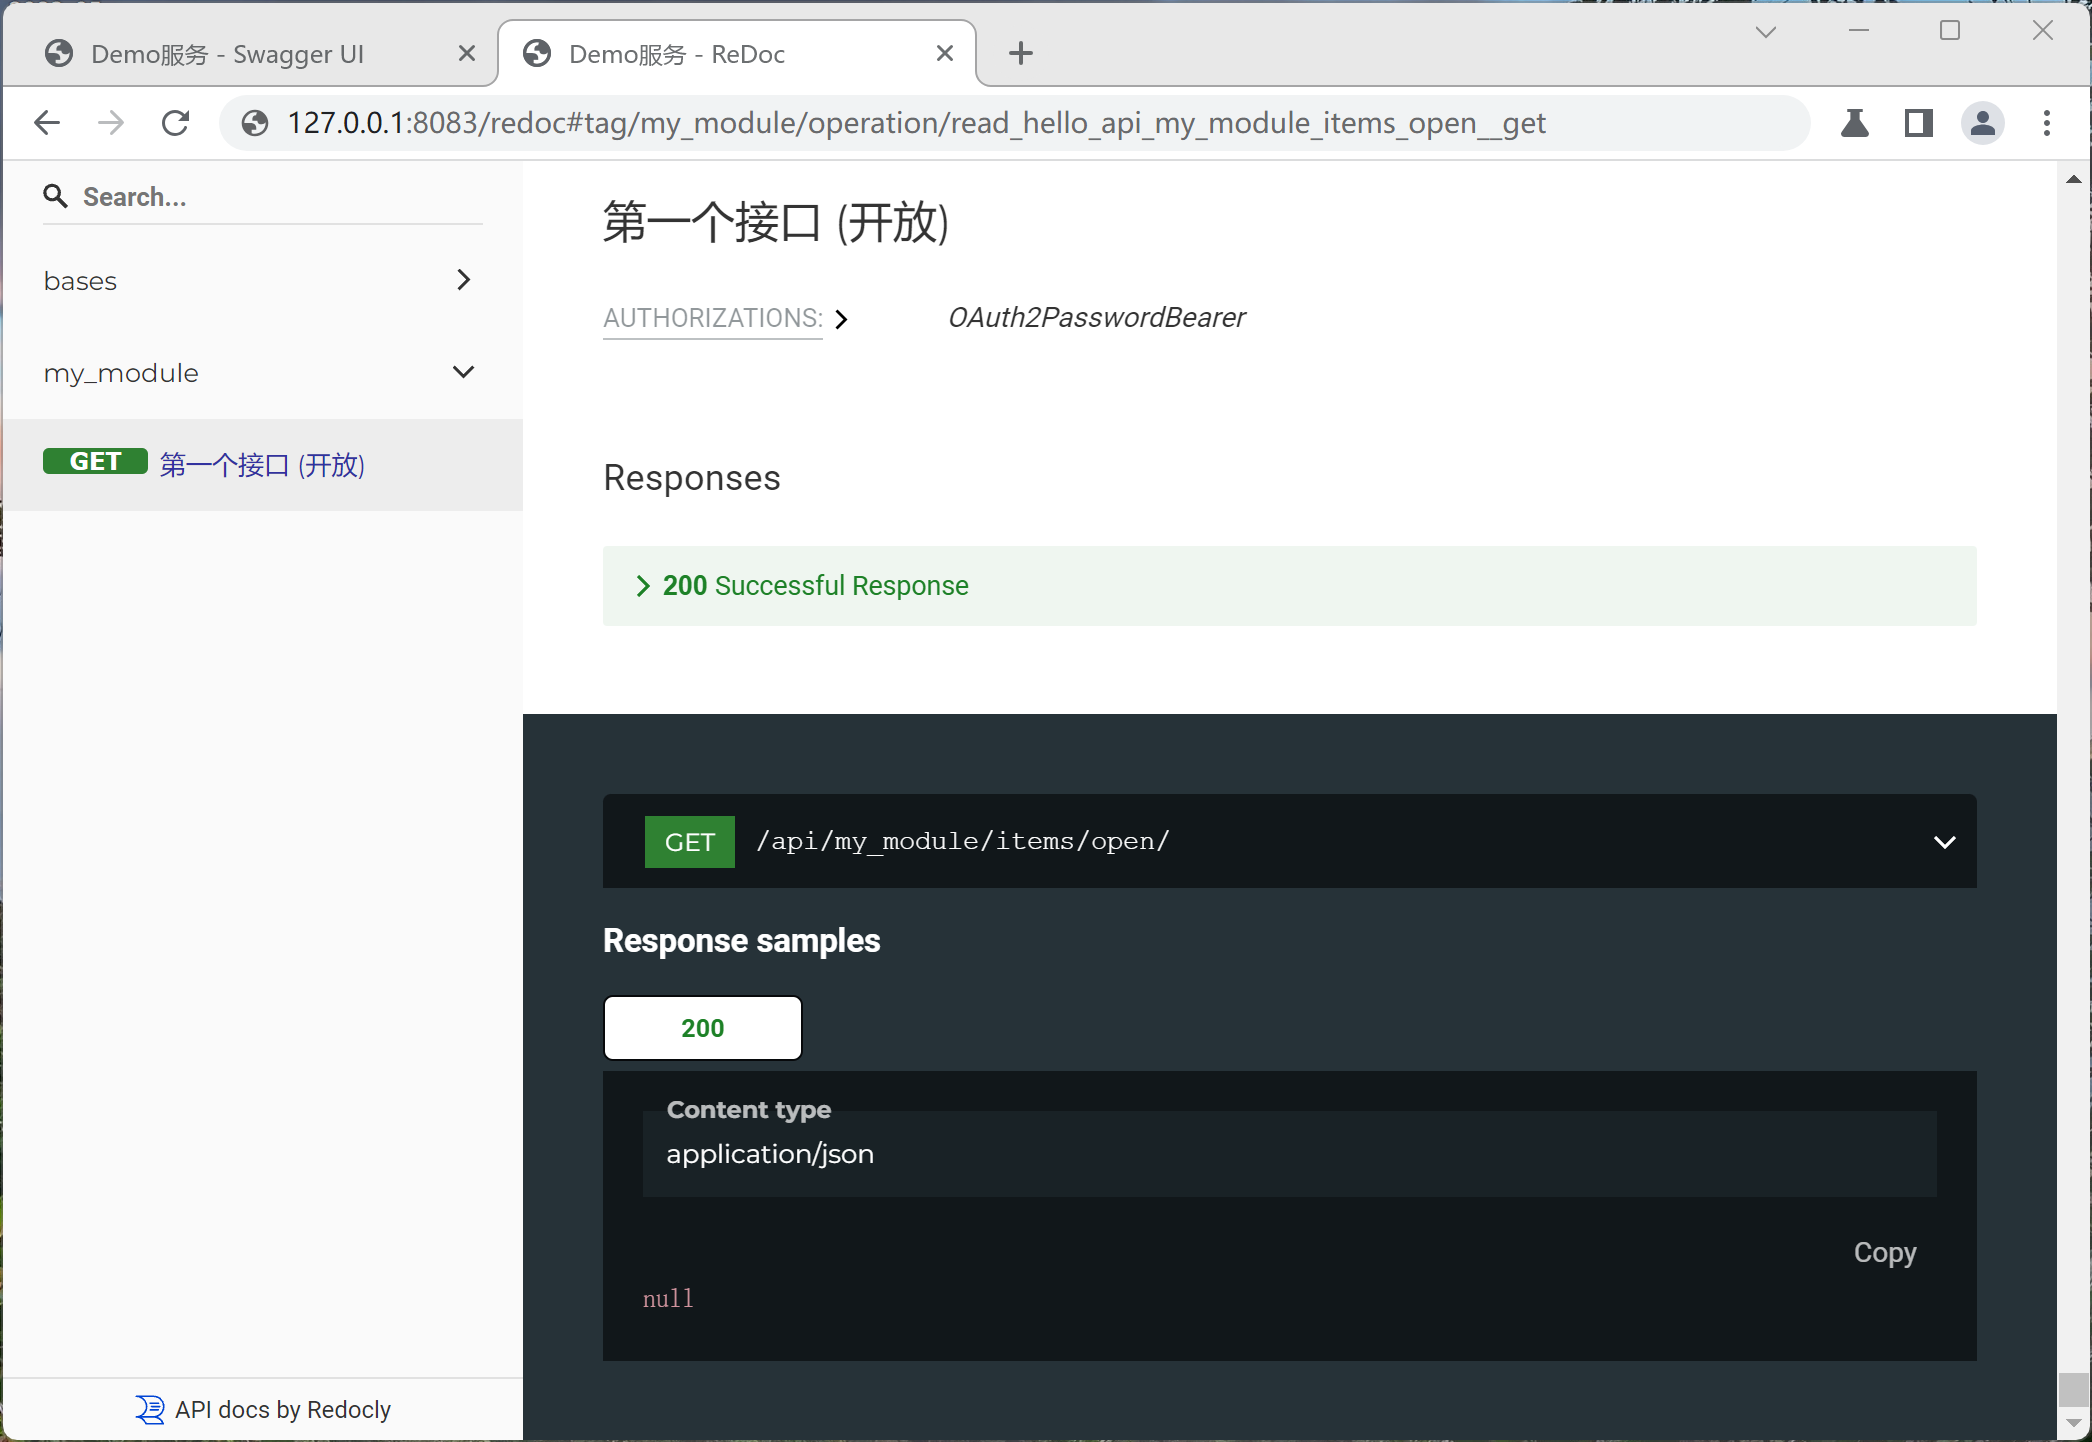 Demo服务 - Swagger UI
Demo服务 - ReDoc
127.0.0.1:8083/redoc#tag/my_module/operation/read_hello_api_my_module_items_open__get
Search...
bases
my_module
GET 第一个接口 (开放)
API docs by Redocly
第一个接口 (开放)
AUTHORIZATIONS: OAuth2PasswordBearer
Responses
200 Successful Response
GET /api/my_module/items/open/
Response samples
200
Content type
application/json
Copy
null